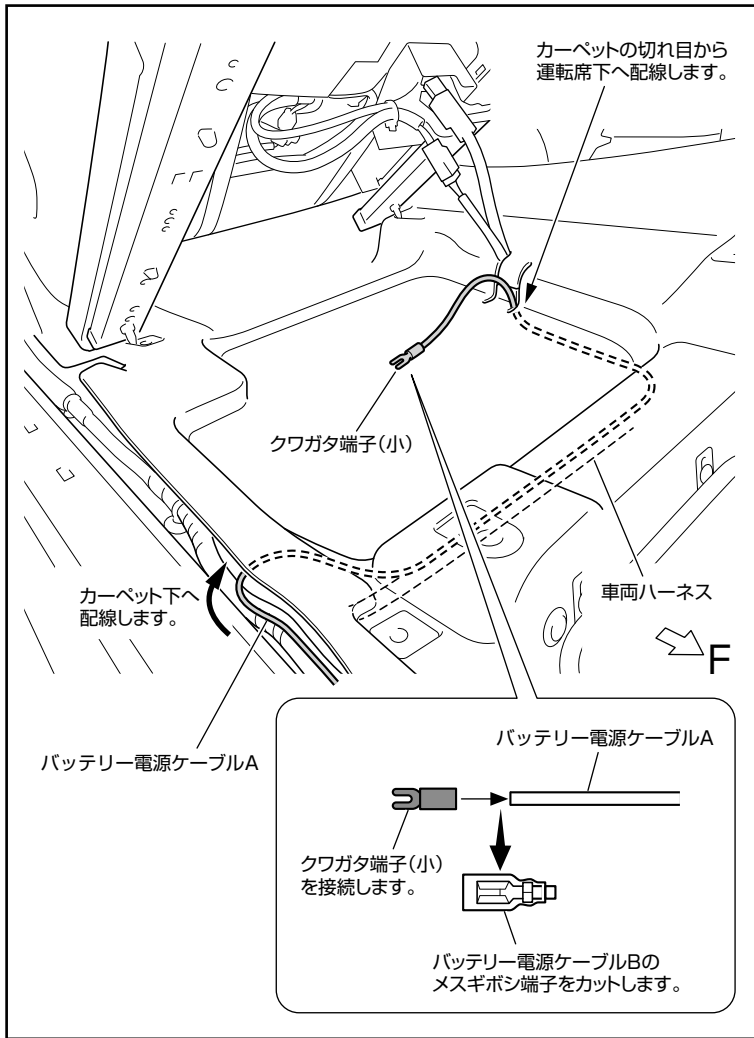 カーペットの切れ目から
運転席下へ配線します。
クワガタ端子(小)
カーペット下へ
配線します。
車両ハーネス
F
バッテリー電源ケーブルA
バッテリー電源ケーブルA
クワガタ端子(小)
を接続します。
バッテリー電源ケーブルBの
メスギボシ端子をカットします。